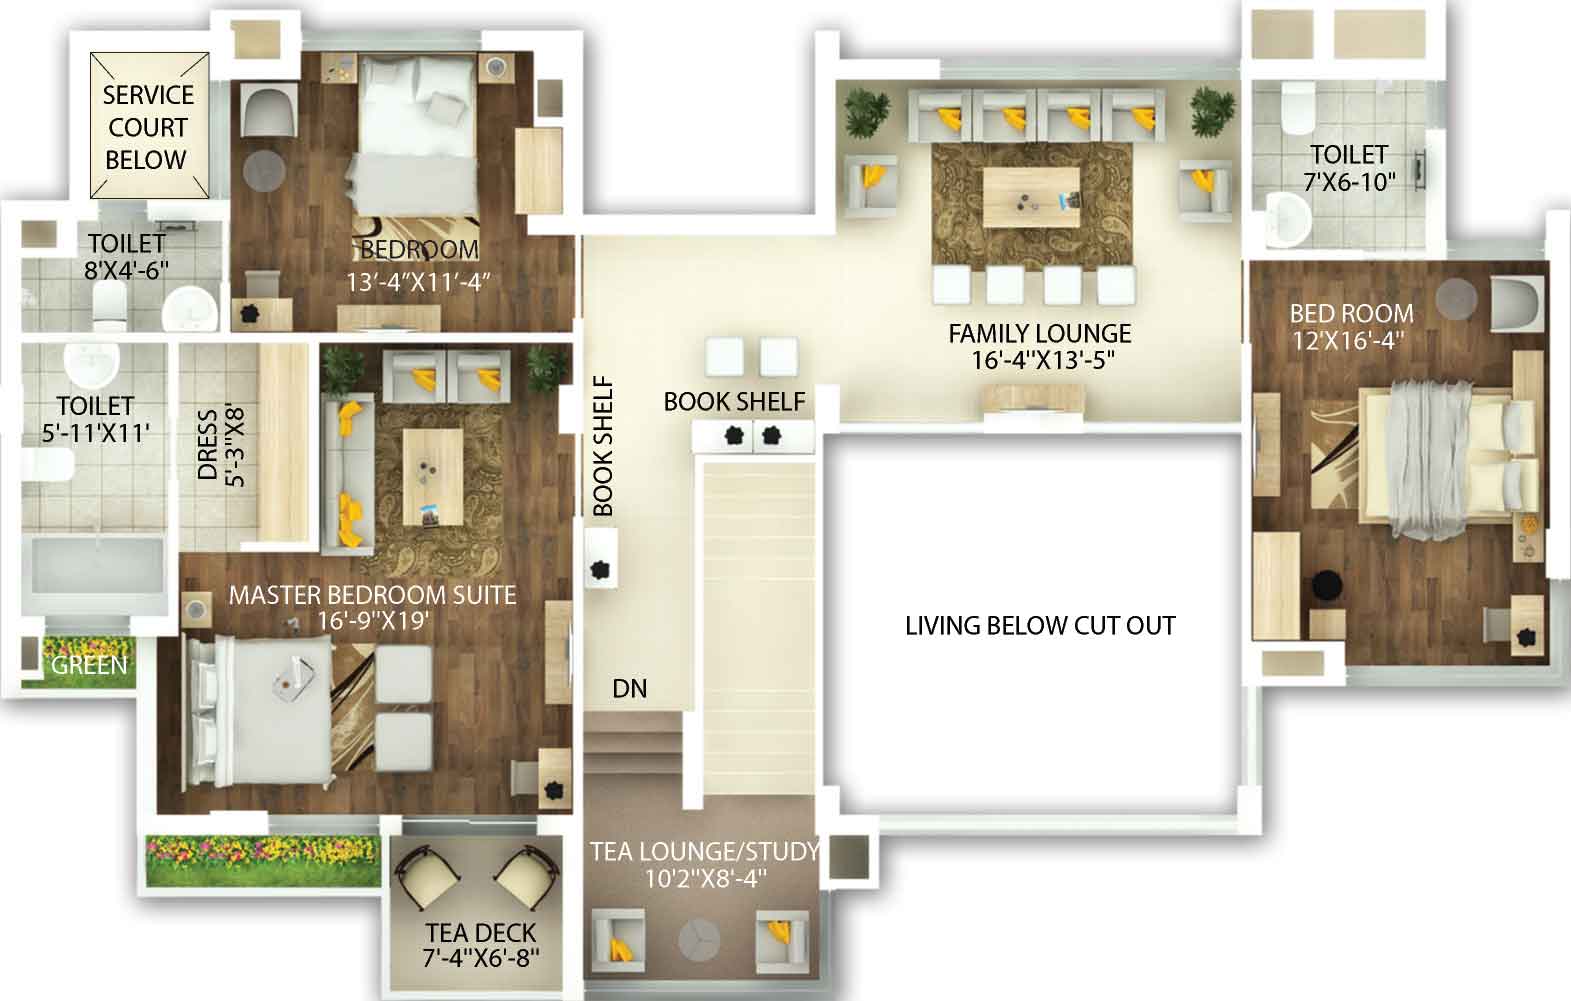 SERVICE
COURT
BELOW
TOILET
8'X4'-6"
BEDROOM
13'-4"X11'-4"
TOILET
7'X6-10"
FAMILY LOUNGE
16'-4"X13'-5"
BED ROOM
12'X16'-4"
TOILET
5'-11'X11'
DRESS
5'-3"X8'
BOOK SHELF
BOOK SHELF
MASTER BEDROOM SUITE
16'-9"X19'
GREEN
DN
LIVING BELOW CUT OUT
TEA LOUNGE/STUDY
10'2"X8'-4"
TEA DECK
7'-4"X6'-8"